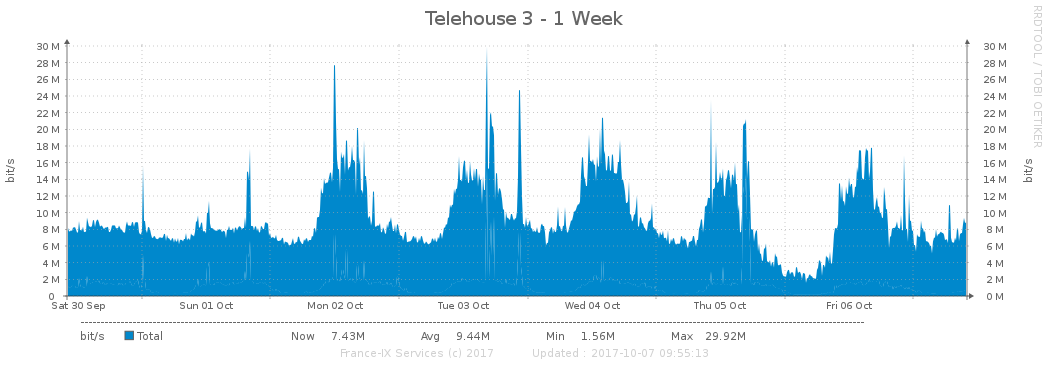 Telehouse 3 - 1 Week
RRDTOOL / TOBI OETIKER
bit/s
30 M 30 M
28 M 28 M
26 M 26 M
24 M 24 M
22 M 22 M
20 M 20 M
18 M 18 M
16 M 16 M
14 M 14 M
12 M 12 M
10 M 10 M
8 M 8 M
6 M 6 M
4 M 4 M
2 M 2 M
0 0 M
bit/s
Sat 30 Sep Sun 01 Oct Mon 02 Oct Tue 03 Oct Wed 04 Oct Thu 05 Oct Fri 06 Oct
bit/s Total Now 7.43M Avg 9.44M Min 1.56M Max 29.92M
France-IX Services (c) 2017 Updated : 2017-10-07 09:55:13